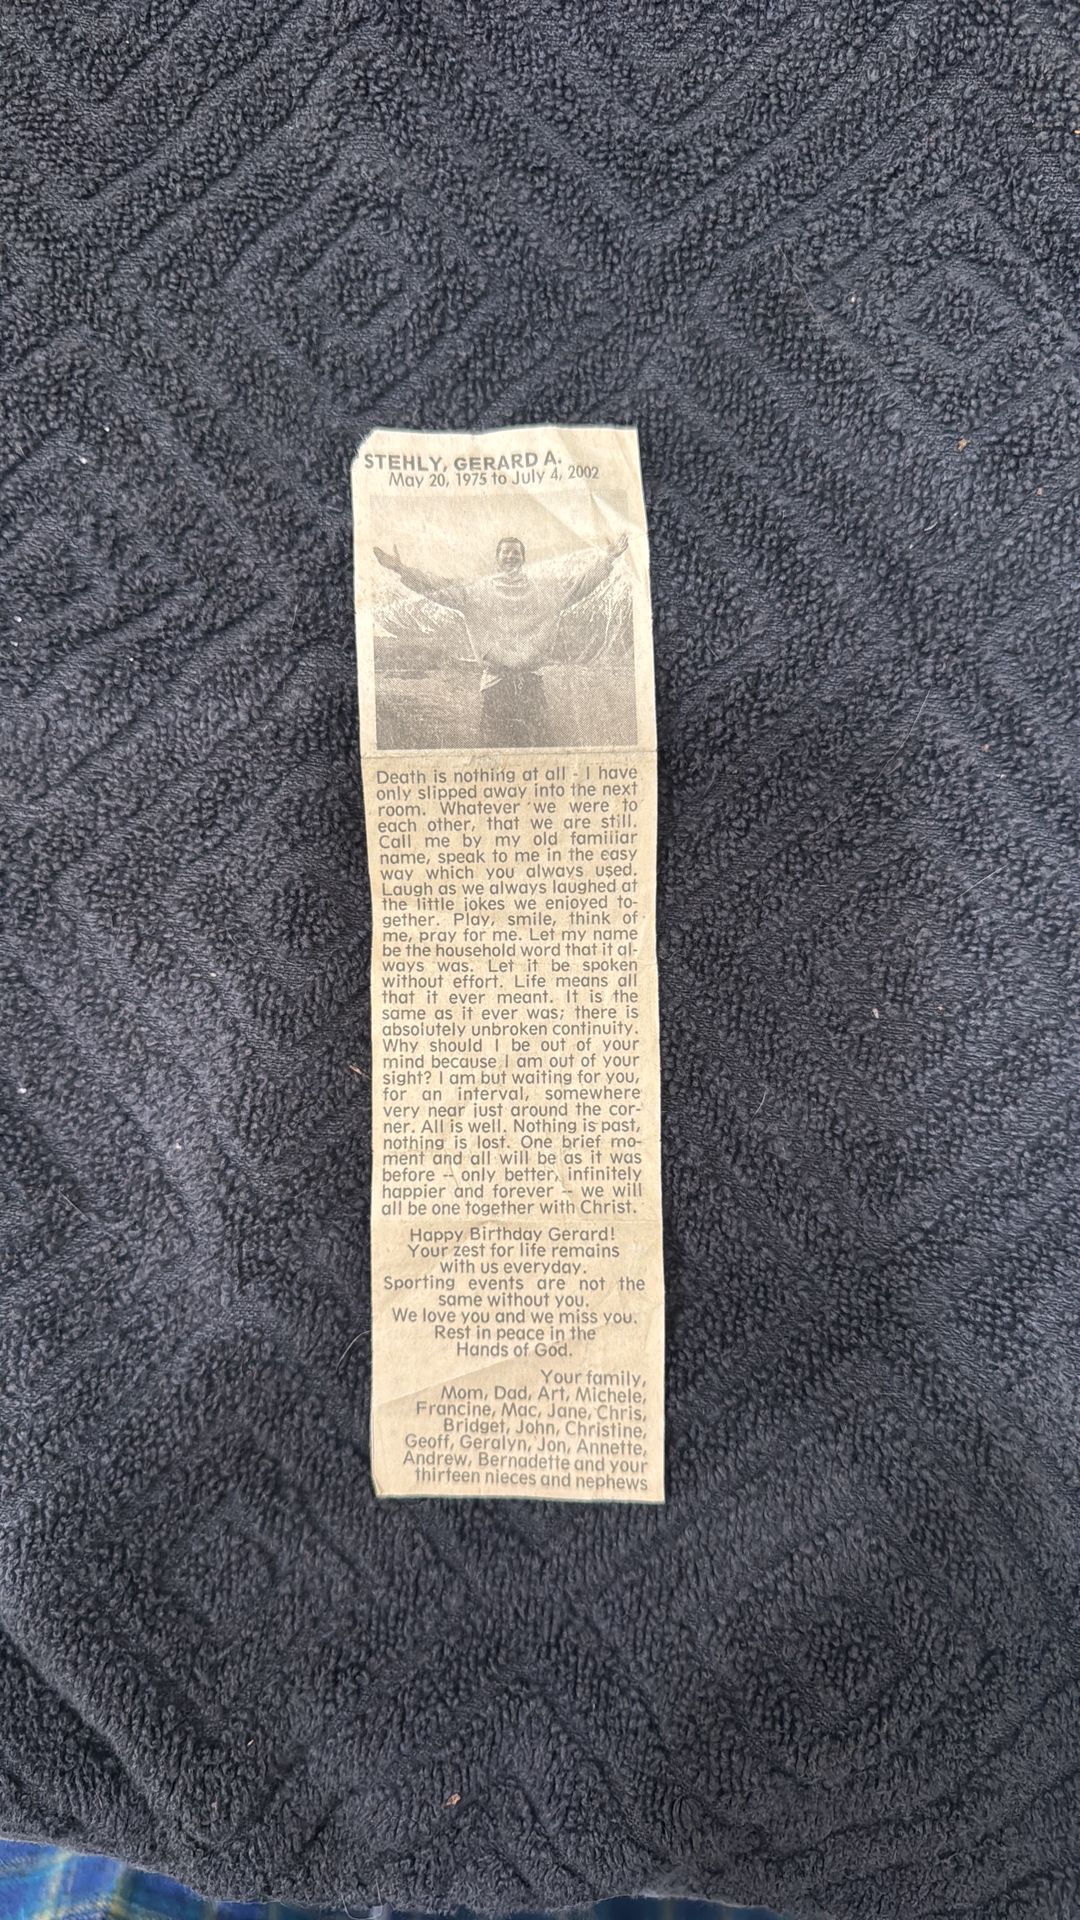 STEHLY, GERARD A.
May 20, 1975 to July 4, 2002
Death is nothing at all - I have
only slipped away into the next
room. Whatever we were to
each other, that we are still.
Call me by my old familiar
name, speak to me in the easy
way which you always used.
Laugh as we always laughed at
the little jokes we enjoyed to-
gether. Play, smile, think of
me, pray for me. Let my name
be the household word that it al-
ways was. Let it be spoken
without effort. Life means all
that it ever meant. It is the
same as it ever was; there is
absolutely unbroken continuity.
Why should I be out of your
mind because I am out of your
sight? I am but waiting for you,
for an interval, somewhere
very near just around the cor-
ner. All is well. Nothing is past,
nothing is lost. One brief mo-
ment and all will be as it was
before -- only better, infinitely
happier and forever -- we will
all be one together with Christ.
Happy Birthday Gerard!
Your zest for life remains
with us everyday.
Sporting events are not the
same without you.
We love you and we miss you.
Rest in peace in the
Hands of God.
Your family,
Mom, Dad, Art, Michele,
Francine, Mac, Jane, Chris,
Bridget, John, Christine,
Geoff, Geralyn, Jon, Annette,
Andrew, Bernadette and your
thirteen nieces and nephews